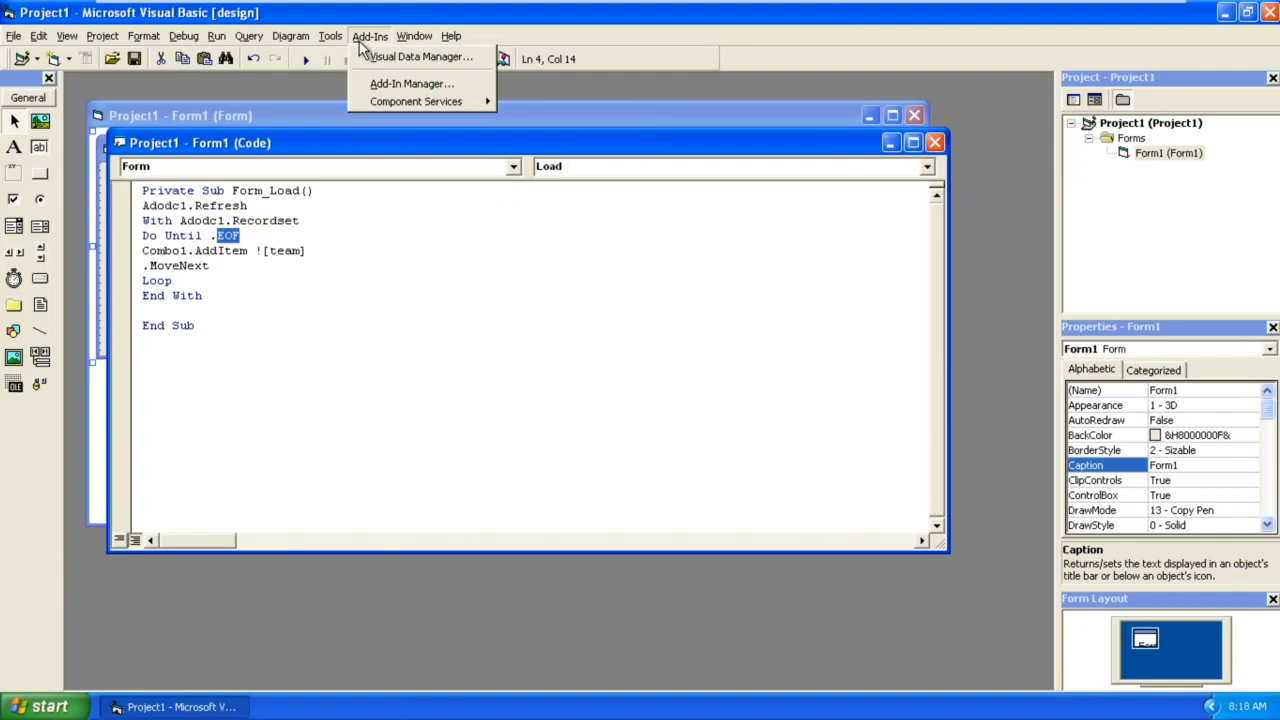 Project1 - Microsoft Visual Basic [design]
File Edit View Project Format Debug Run Query Diagram Tools Add-Ins Window Help
Ln 4, Col 14
Visual Data Manager...
Add-In Manager...
Component Services
General
Project1 - Form1 (Form)
Project1 - Form1 (Code)
Form Load
Private Sub Form_Load()
Adodc1.Refresh
With Adodc1.Recordset
Do Until .EOF
Combo1.AddItem ![team]
.MoveNext
Loop
End With
End Sub
Project - Project1
Project1 (Project1)
Forms
Form1 (Form1)
Properties - Form1
Form1 Form
Alphabetic Categorized
(Name) Form1
Appearance 1 - 3D
AutoRedraw False
BackColor &H8000000F&
BorderStyle 2 - Sizable
Caption Form1
ClipControls True
ControlBox True
DrawMode 13 - Copy Pen
DrawStyle 0 - Solid
Caption
Returns/sets the text displayed in an object's
title bar or below an object's icon.
Form Layout
start
Project1 - Microsoft V...
8:18 AM